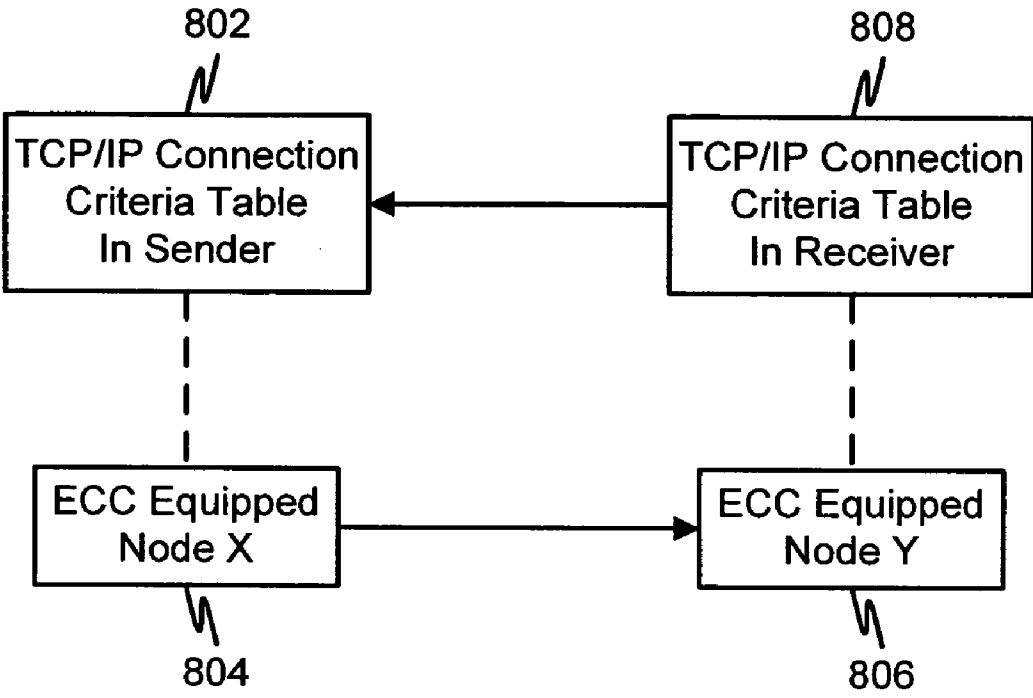 802
808
TCP/IP Connection
Criteria Table
In Sender
TCP/IP Connection
Criteria Table
In Receiver
ECC Equipped
Node X
ECC Equipped
Node Y
804
806